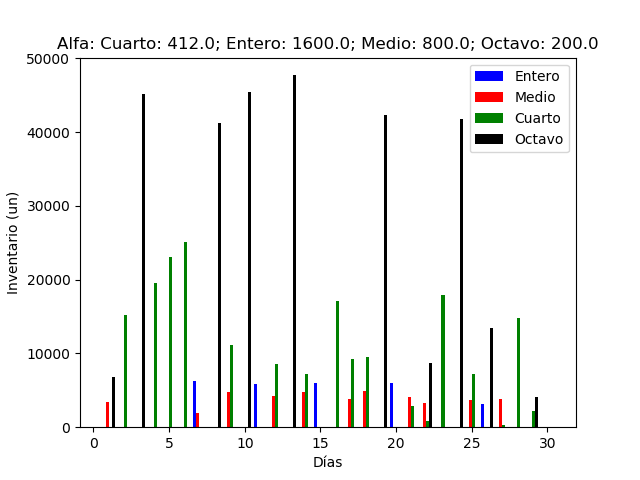 Alfa: Cuarto: 412.0; Entero: 1600.0; Medio: 800.0; Octavo: 200.0
50000
40000
30000
20000
10000
0
Inventario (un)
Entero
Medio
Cuarto
Octavo
0 5 10 15 20 25 30
Días